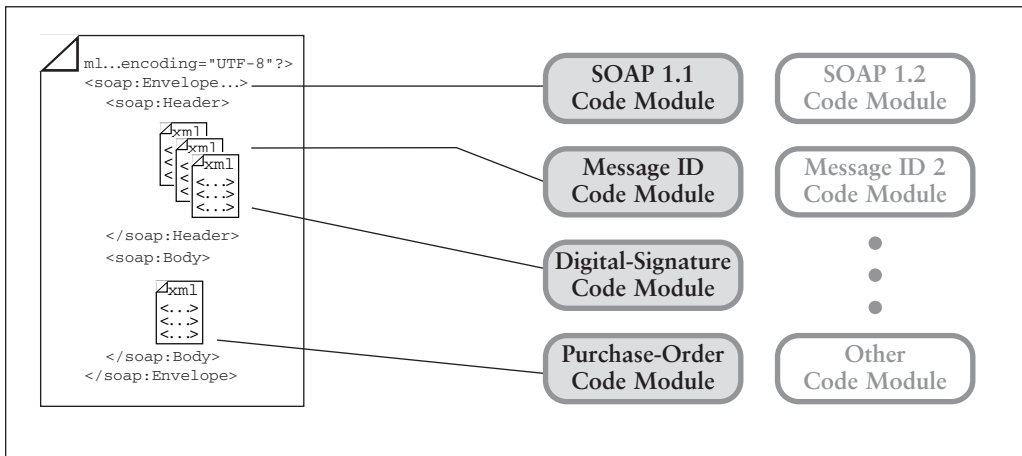 ml...encoding="UTF-8"?>
<soap:Envelope...>
<soap:Header>
xml
<
<
<
xml
<
<
<
xml
<...>
<...>
<...>
</soap:Header>
<soap:Body>
xml
<...>
<...>
<...>
</soap:Body>
</soap:Envelope>
SOAP 1.1
Code Module
SOAP 1.2
Code Module
Message ID
Code Module
Message ID 2
Code Module
Digital-Signature
Code Module
Purchase-Order
Code Module
Other
Code Module